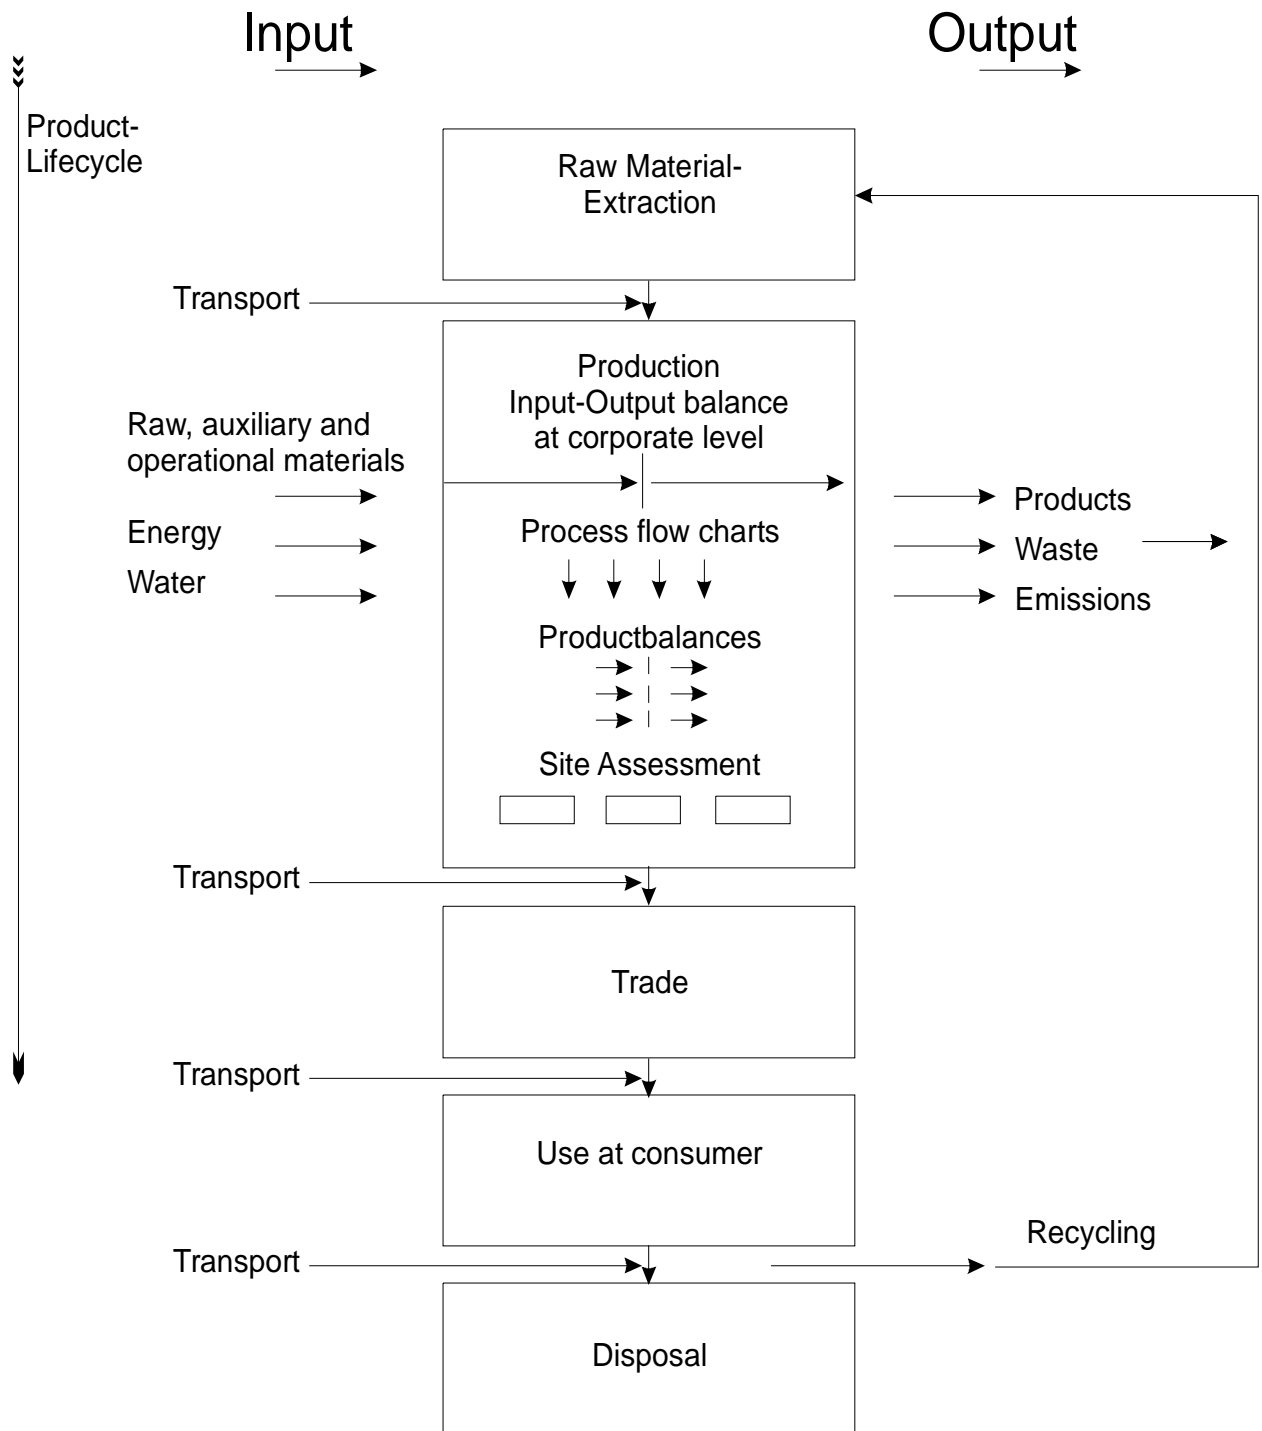 Input
Output
Product-
Lifecycle
Raw Material-
Extraction
Transport
Production
Input-Output balance
at corporate level
Raw, auxiliary and
operational materials
Energy
Water
Process flow charts
Products
Waste
Emissions
Productbalances
Site Assessment
Transport
Trade
Transport
Use at consumer
Recycling
Transport
Disposal